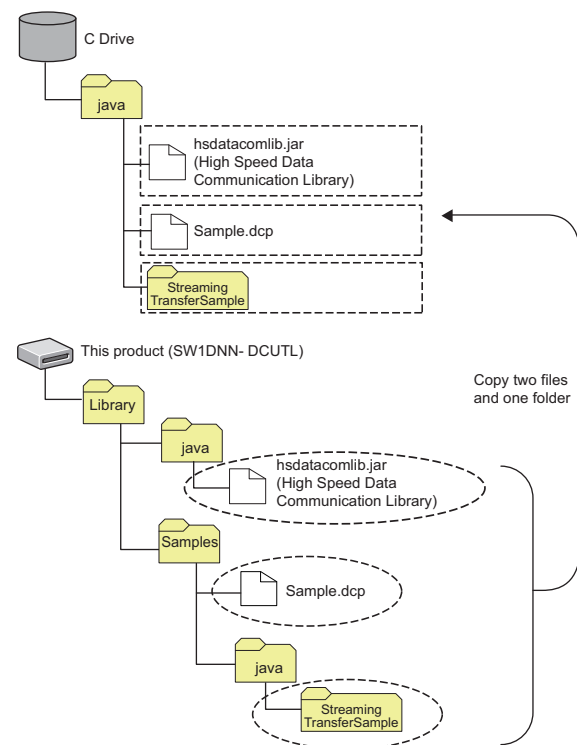 C Drive
java
hsdatacomlib.jar
(High Speed Data
Communication Library)
Sample.dcp
Streaming
TransferSample
This product (SW1DNN- DCUTL)
Copy two files
and one folder
Library
java
hsdatacomlib.jar
(High Speed Data
Communication Library)
Samples
Sample.dcp
java
Streaming
TransferSample